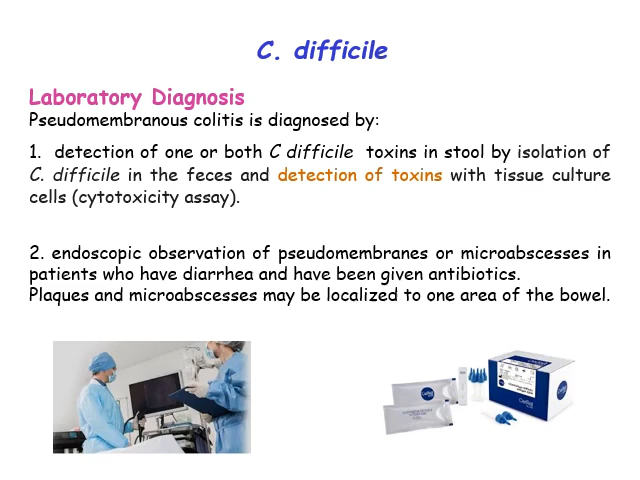 C. difficile
Laboratory Diagnosis
Pseudomembranous colitis is diagnosed by:
1. detection of one or both C difficile toxins in stool by isolation of
C. difficile in the feces and detection of toxins with tissue culture
cells (cytotoxicity assay).
2. endoscopic observation of pseudomembranes or microabscesses in
patients who have diarrhea and have been given antibiotics.
Plaques and microabscesses may be localized to one area of the bowel.